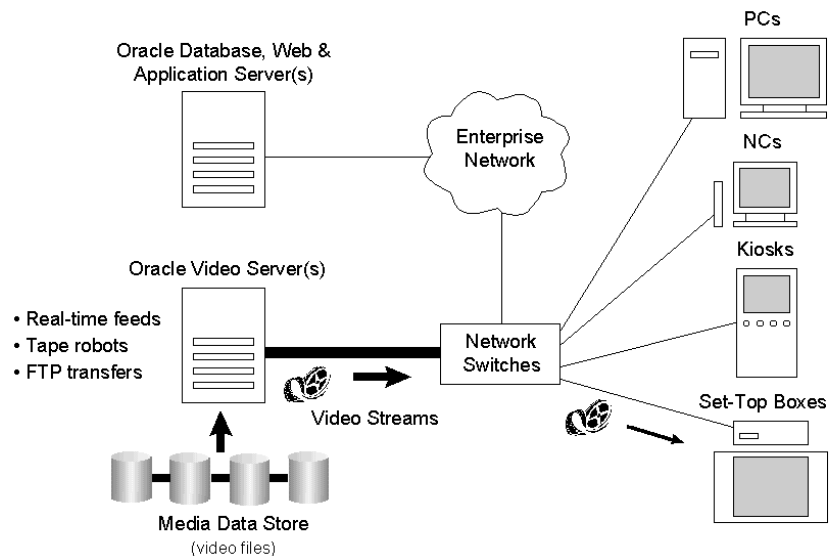 PCs
Oracle Database, Web &
Application Server(s)
Enterprise
Network
NCs
Oracle Video Server(s)
Kiosks
• Real-time feeds
• Tape robots
• FTP transfers
Network
Switches
Video Streams
Set-Top Boxes
Media Data Store
(video files)